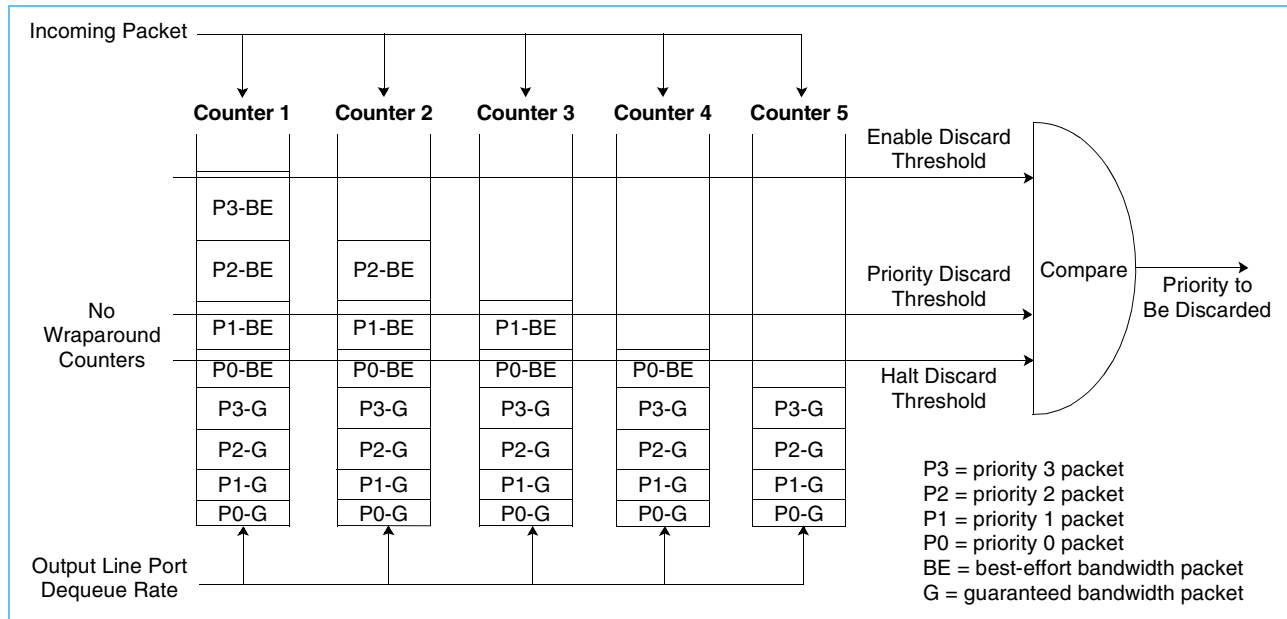 Incoming Packet
Counter 1
Counter 2
Counter 3
Counter 4
Counter 5
Enable Discard
Threshold
P3-BE
P2-BE
P2-BE
Compare
Priority to
Be Discarded
Priority Discard
Threshold
No
Wraparound
Counters
P1-BE
P1-BE
P1-BE
P0-BE
P0-BE
P0-BE
P0-BE
Halt Discard
Threshold
P3-G
P3-G
P3-G
P3-G
P3-G
P2-G
P2-G
P2-G
P2-G
P2-G
P1-G
P1-G
P1-G
P1-G
P1-G
P0-G
P0-G
P0-G
P0-G
P0-G
P3 = priority 3 packet
P2 = priority 2 packet
P1 = priority 1 packet
P0 = priority 0 packet
BE = best-effort bandwidth packet
G = guaranteed bandwidth packet
Output Line Port
Dequeue Rate